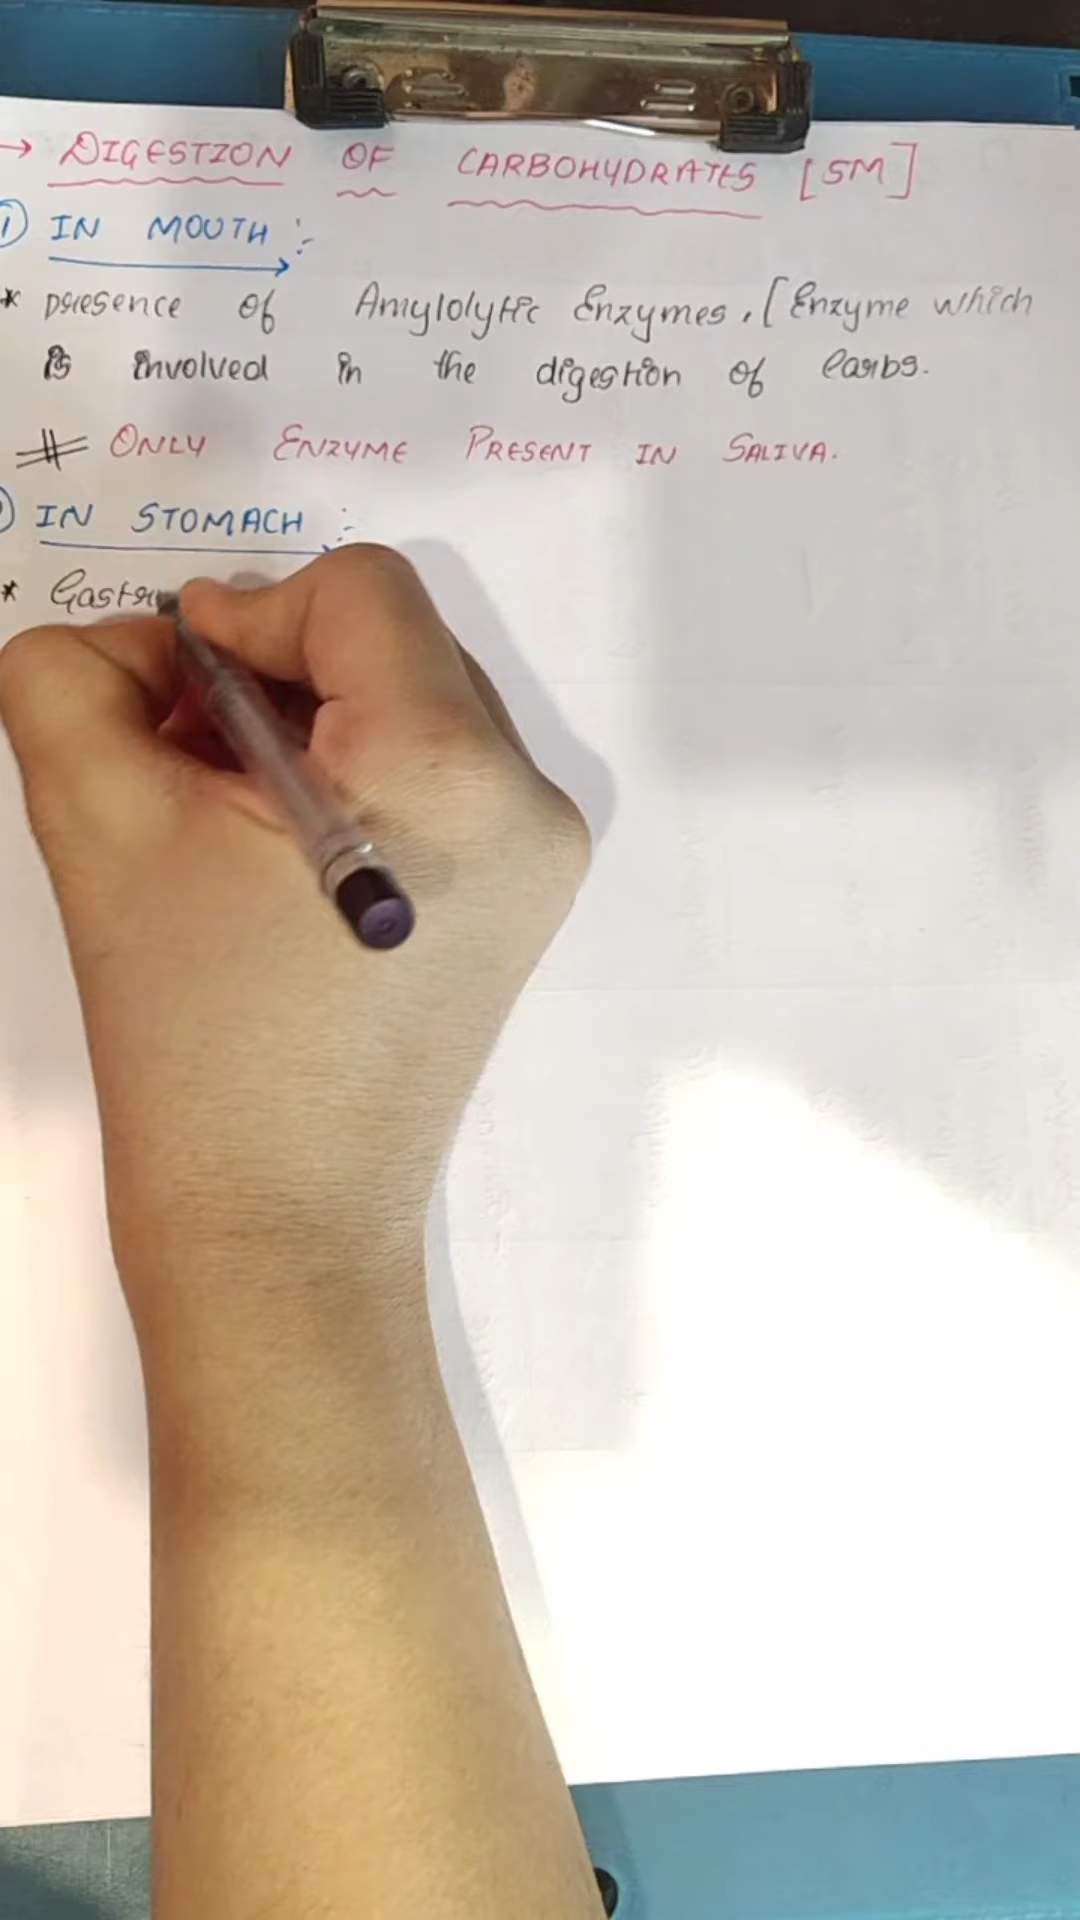 → DIGESTION OF CARBOHYDRATES [5M]
① IN MOUTH :-
* presence of Amylolytic Enzymes. [Enzyme which
is involved in the digestion of Carbs.
# ONLY ENZYME PRESENT IN SALIVA.
IN STOMACH :-
* Gastr